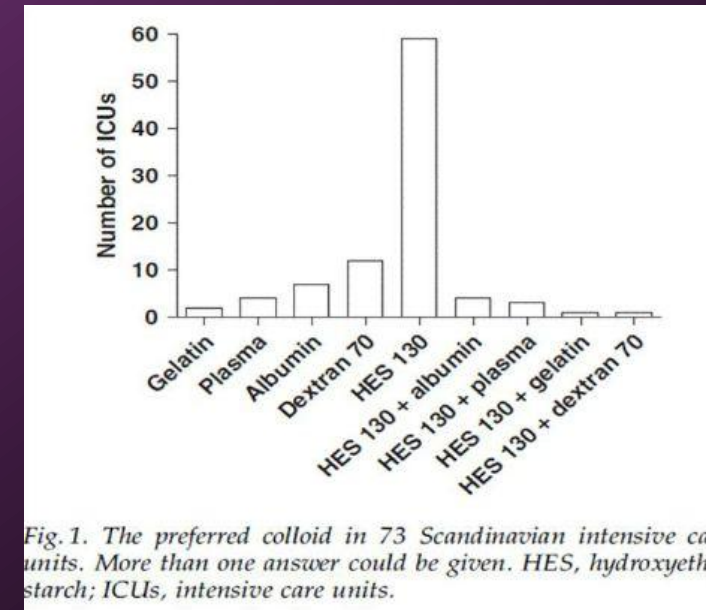 60
50
40
30
20
10
0
Number of ICUs
Gelatin
Plasma
Albumin
Dextran 70
HES 130
HES 130 + albumin
HES 130 + plasma
HES 130 + gelatin
HES 130 + dextran 70
Fig. 1. The preferred colloid in 73 Scandinavian intensive ca
units. More than one answer could be given. HES, hydroxyeth
starch; ICUs, intensive care units.